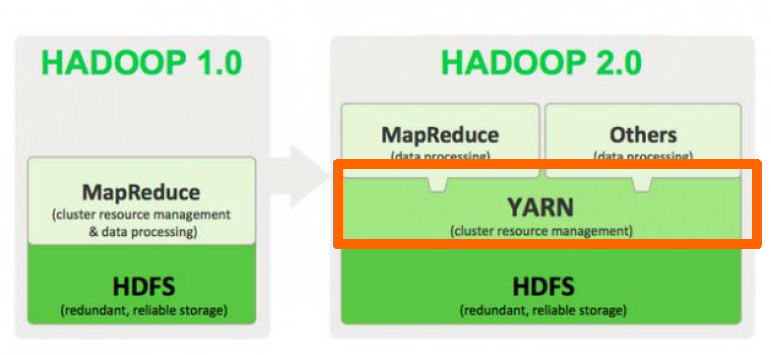 HADOOP 1.0
MapReduce
(cluster resource management
& data processing)
HDFS
(redundant, reliable storage)
HADOOP 2.0
MapReduce
(data processing)
Others
(data processing)
YARN
(cluster resource management)
HDFS
(redundant, reliable storage)